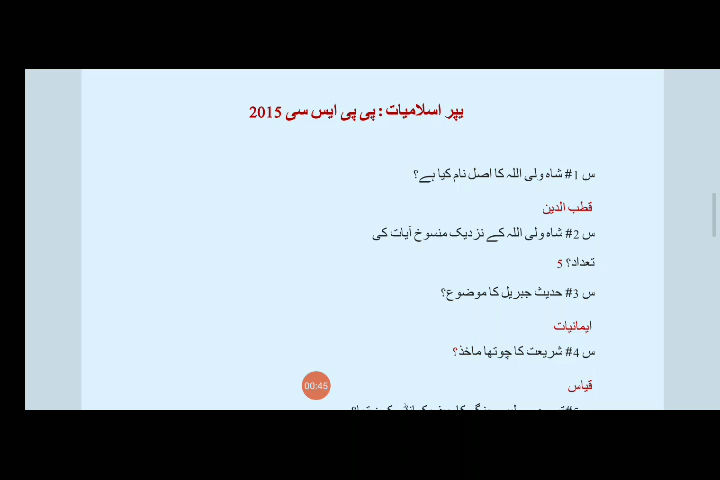 پیپر اسلامیات : پی پی ایس سی 2015
س 1# شاہ ولی اللہ کا اصل نام کیا ہے؟
قطب الدین
س 2# شاہ ولی اللہ کے نزدیک منسوخ آیات کی
تعداد؟ 5
س 3# حدیث جبریل کا موضوع؟
ایمانیات
س 4# شریعت کا چوتھا ماخذ؟
قیاس
00:45